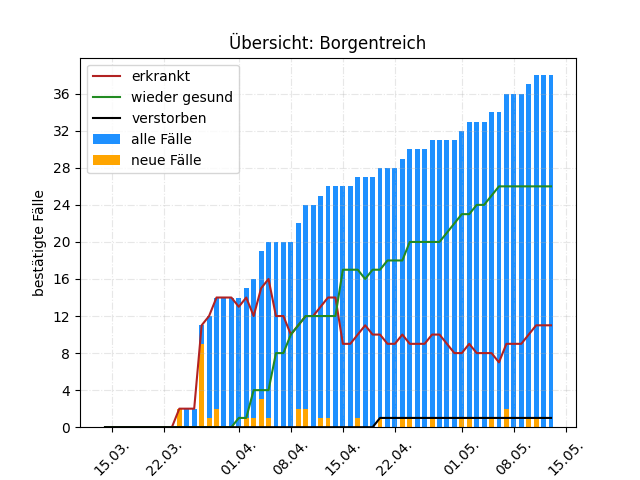 Übersicht: Borgentreich
erkrankt
wieder gesund
verstorben
alle Fälle
neue Fälle
bestätigte Fälle
36
32
28
24
20
16
12
8
4
0
15.03.
22.03.
01.04.
08.04.
15.04.
22.04.
01.05.
08.05.
15.05.